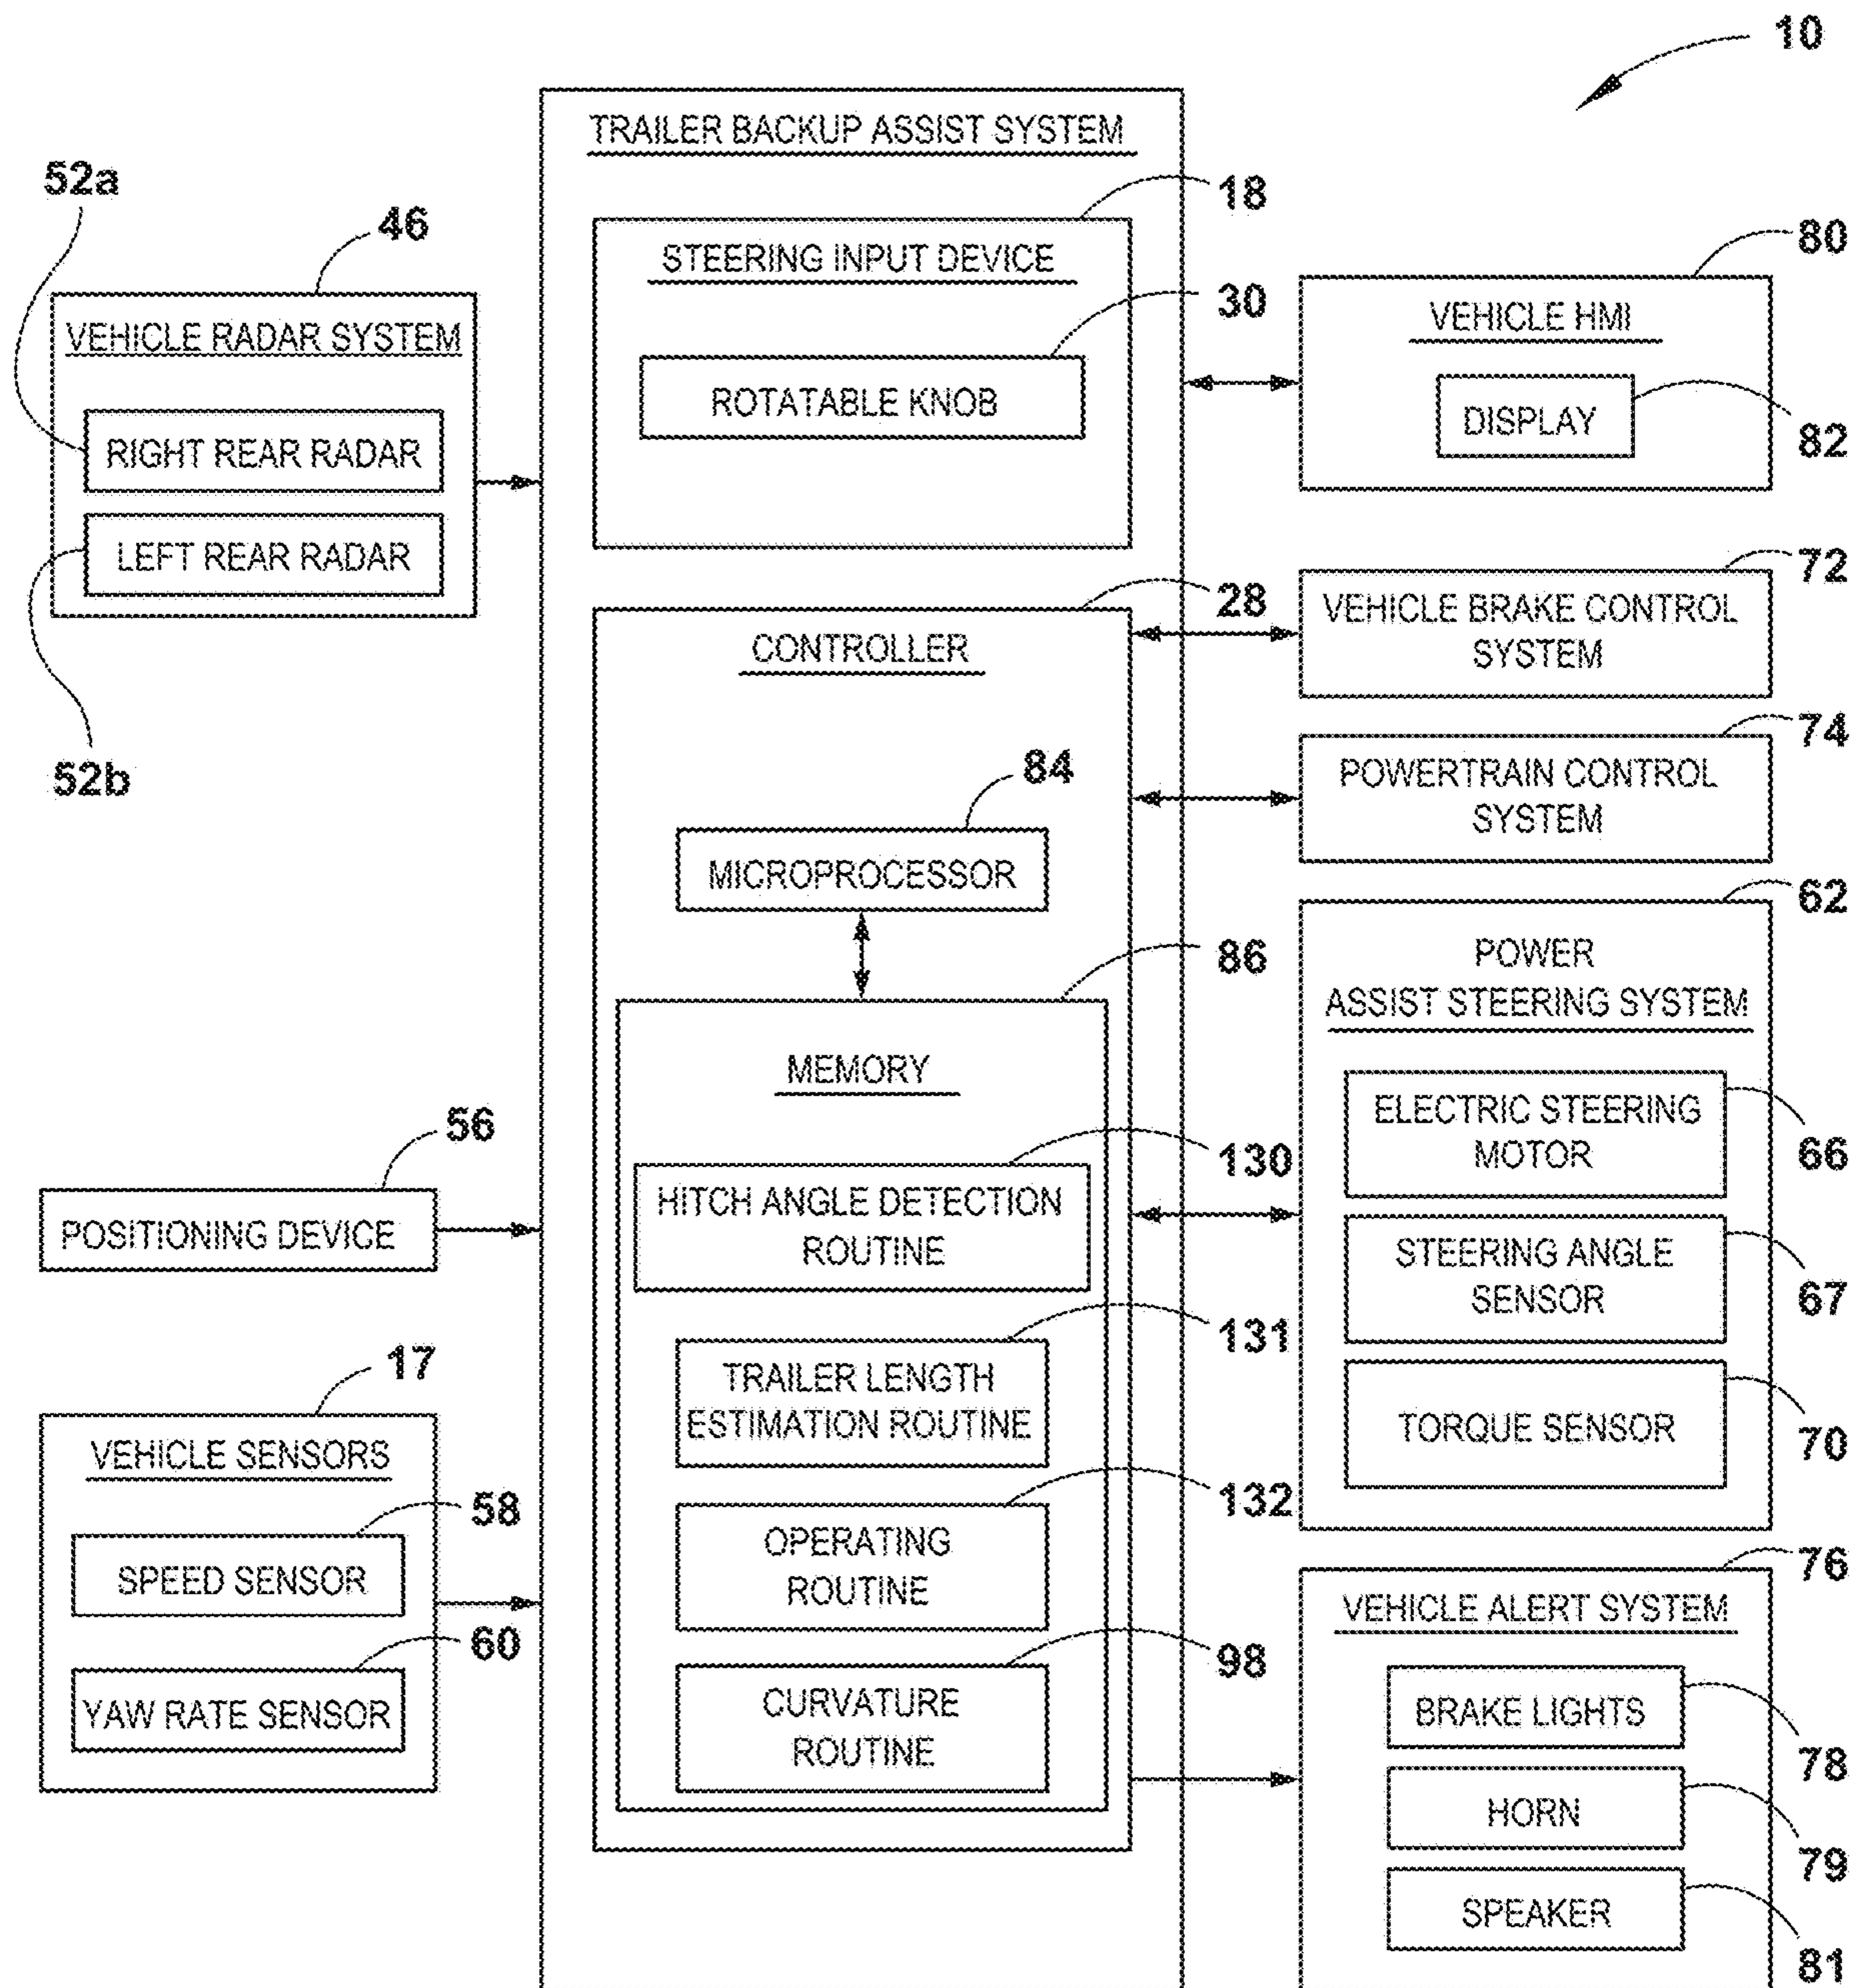 10
TRAILER BACKUP ASSIST SYSTEM
52a
46
VEHICLE RADAR SYSTEM
RIGHT REAR RADAR
LEFT REAR RADAR
52b
18
STEERING INPUT DEVICE
30
ROTATABLE KNOB
80
VEHICLE HMI
DISPLAY
82
28
CONTROLLER
84
MICROPROCESSOR
86
MEMORY
130
HITCH ANGLE DETECTION
ROUTINE
131
TRAILER LENGTH
ESTIMATION ROUTINE
132
OPERATING
ROUTINE
98
CURVATURE
ROUTINE
72
VEHICLE BRAKE CONTROL
SYSTEM
74
POWERTRAIN CONTROL
SYSTEM
62
POWER
ASSIST STEERING SYSTEM
ELECTRIC STEERING
MOTOR
66
STEERING ANGLE
SENSOR
67
TORQUE SENSOR
70
56
POSITIONING DEVICE
17
VEHICLE SENSORS
58
SPEED SENSOR
60
YAW RATE SENSOR
76
VEHICLE ALERT SYSTEM
BRAKE LIGHTS
78
HORN
79
SPEAKER
81